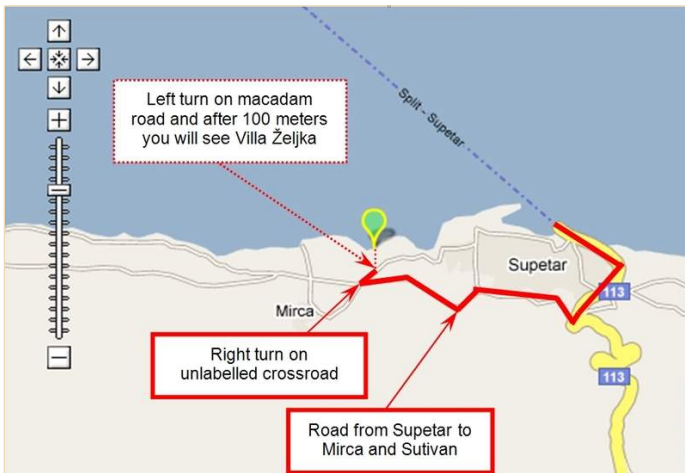 Left turn on macadam
road and after 100 meters
you will see Villa Željka
Split - Supetar
Supetar
113
Mirca
Right turn on
unlabelled crossroad
113
Road from Supetar to
Mirca and Sutivan